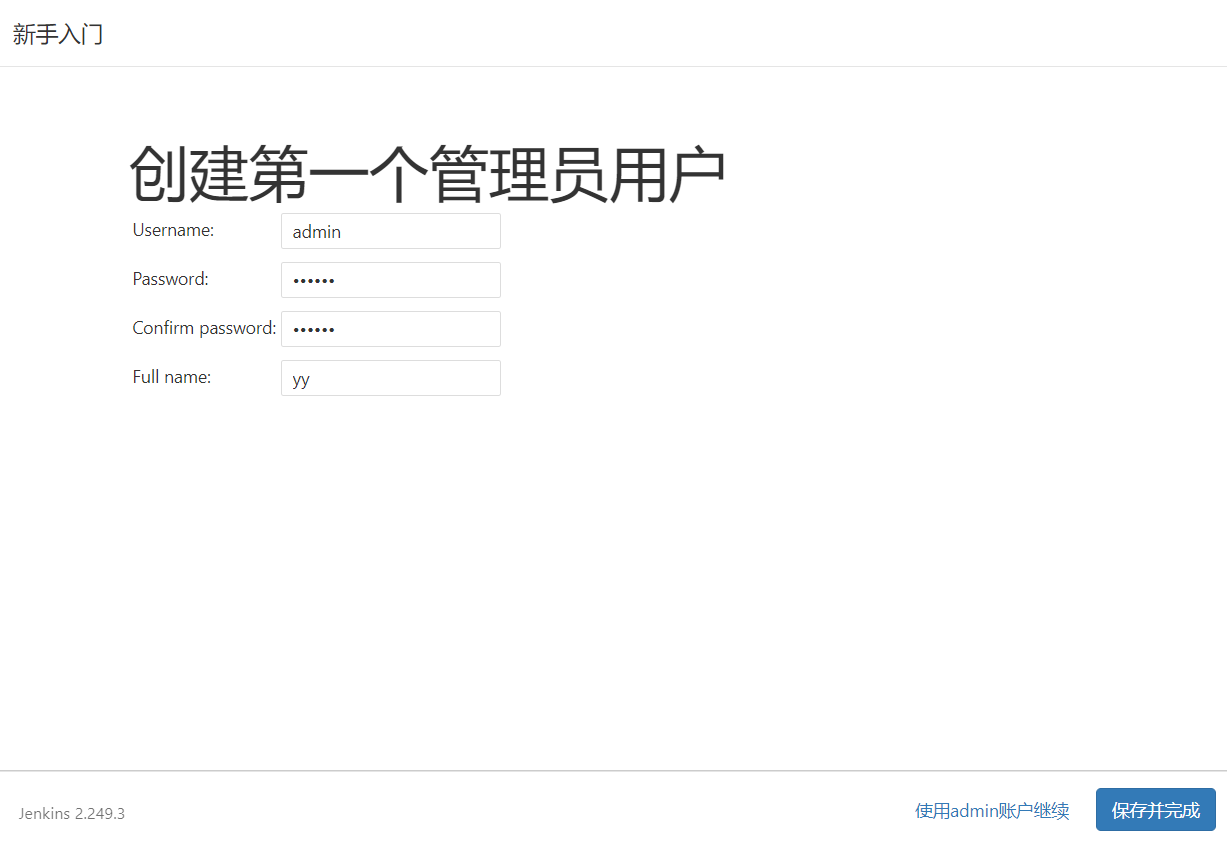 新手入门
创建第一个管理员用户
Username: admin
Password: ••••••
Confirm password: ••••••
Full name: yy
Jenkins 2.249.3 使用admin账户继续 保存并完成